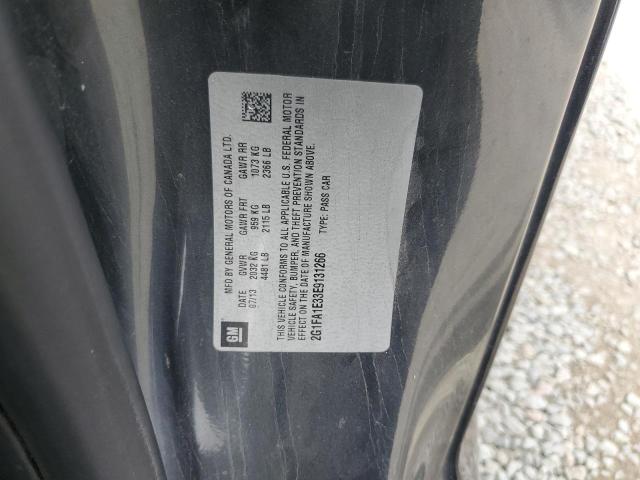 MFD BY GENERAL MOTORS OF CANADA LTD.
DATE GVWR GAWR FRT GAWR RR
07/13 2032 KG 959 KG 1073 KG
4481 LB 2115 LB 2366 LB
GM
THIS VEHICLE CONFORMS TO ALL APPLICABLE U.S. FEDERAL MOTOR
VEHICLE SAFETY, BUMPER, AND THEFT PREVENTION STANDARDS IN
EFFECT ON THE DATE OF MANUFACTURE SHOWN ABOVE.
2G1FA1E33E9131266 TYPE: PASS CAR